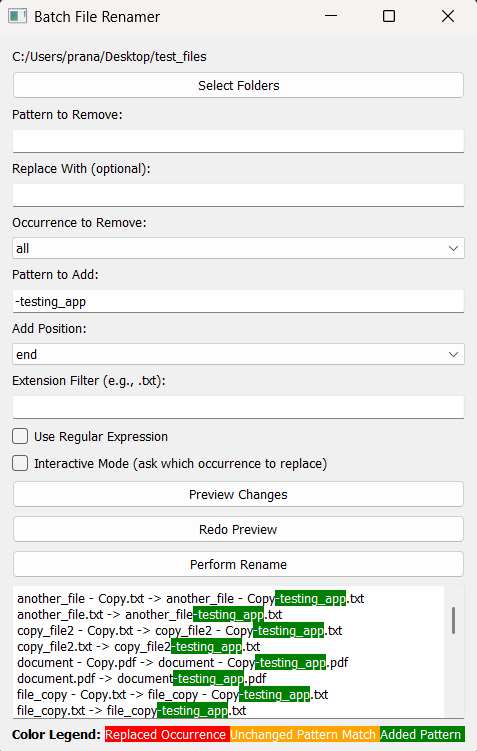 Batch File Renamer
C:/Users/prana/Desktop/test_files
Select Folders
Pattern to Remove:
Replace With (optional):
Occurrence to Remove:
all
Pattern to Add:
-testing_app
Add Position:
end
Extension Filter (e.g., .txt):
Use Regular Expression
Interactive Mode (ask which occurrence to replace)
Preview Changes
Redo Preview
Perform Rename
another_file - Copy.txt -> another_file - Copy-testing_app.txt
another_file.txt -> another_file-testing_app.txt
copy_file2 - Copy.txt -> copy_file2 - Copy-testing_app.txt
copy_file2.txt -> copy_file2-testing_app.txt
document - Copy.pdf -> document - Copy-testing_app.pdf
document.pdf -> document-testing_app.pdf
file_copy - Copy.txt -> file_copy - Copy-testing_app.txt
file_copy.txt -> file_copy-testing_app.txt
Color Legend: Replaced Occurrence Unchanged Pattern Match Added Pattern